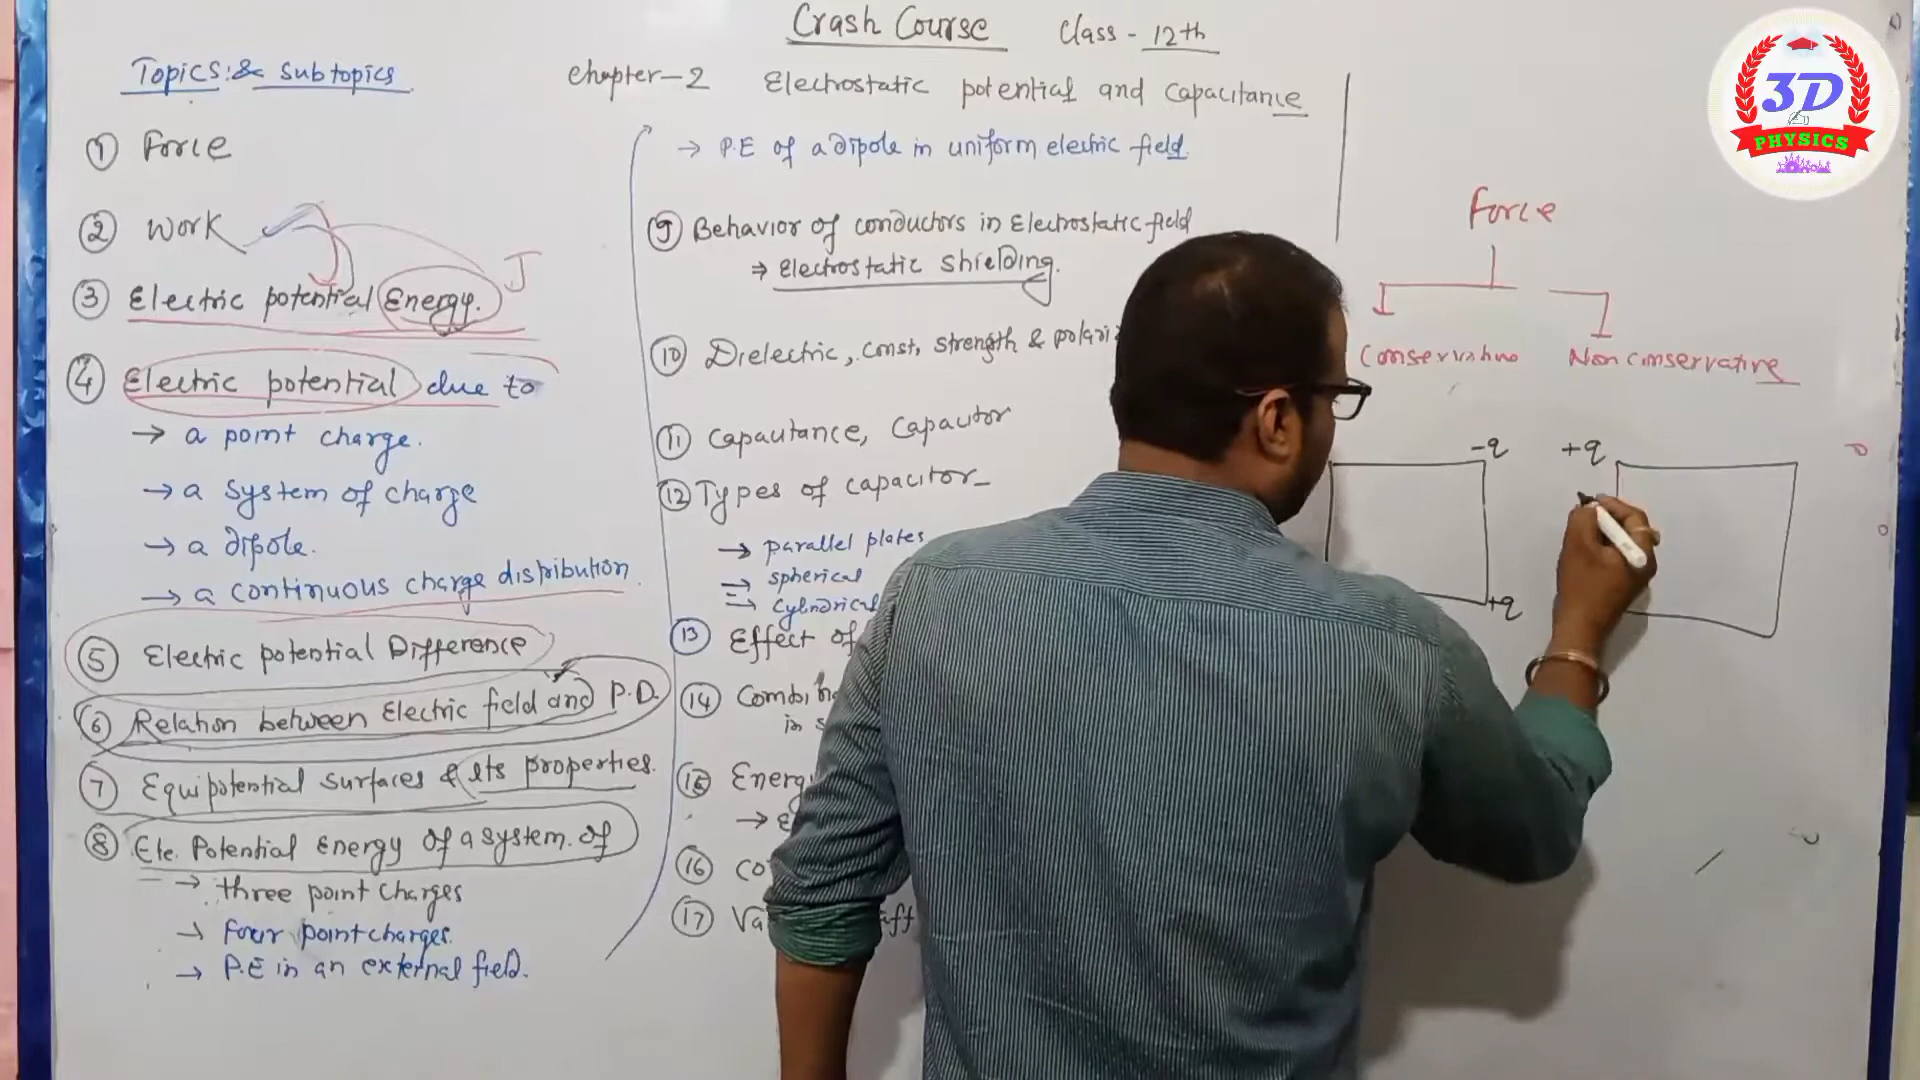 Crash Course Class - 12th
Topics: & Subtopics
Chapter-2 Electrostatic potential and capacitance
① Force
② Work
③ Electric potential Energy. J
④ Electric potential due to
→ a point charge.
→ a system of charge
→ a dipole.
→ a continuous charge distribution
⑤ Electric potential Difference
⑥ Relation between Electric field and P.D.
⑦ Equipotential surfaces & its properties.
⑧ Ele. Potential Energy of a system of
→ three point charges
→ four point charges.
→ P.E in an external field.
→ P.E of a dipole in uniform electric field.
⑨ Behavior of conductors in Electrostatic field
⇒ Electrostatic Shielding.
⑩ Dielectric, Const, strength &
⑪ Capacitance, Capacitor
⑫ Types of capacitor
→ parallel plates
→ spherical
→ cylindrical
⑬ Effect of
⑭
in
⑮
→
⑯
⑰
Force
Conservative Non conservative
-q +q
+q
3D
PHYSICS